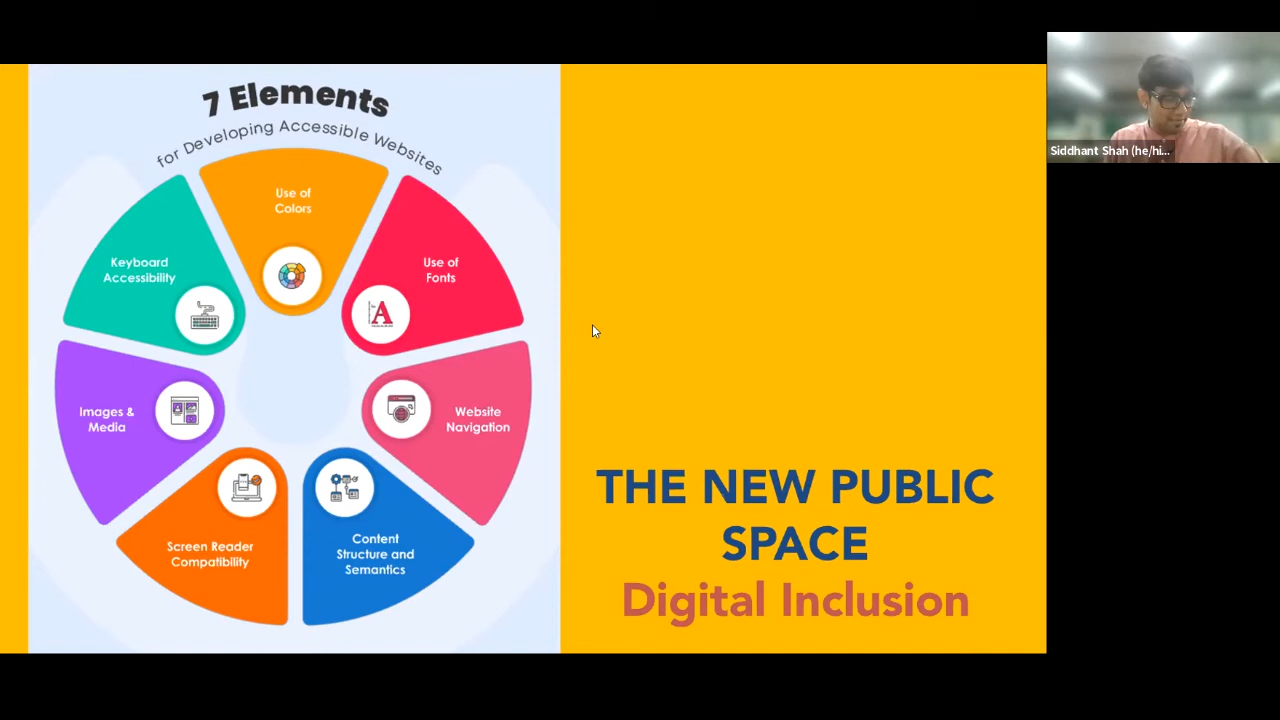 7 Elements
for Developing Accessible Websites
Use of
Colors
Use of
Fonts
Website
Navigation
Content
Structure and
Semantics
Screen Reader
Compatibility
Images &
Media
Keyboard
Accessibility
THE NEW PUBLIC
SPACE
Digital Inclusion
Siddhant Shah (he/hi...